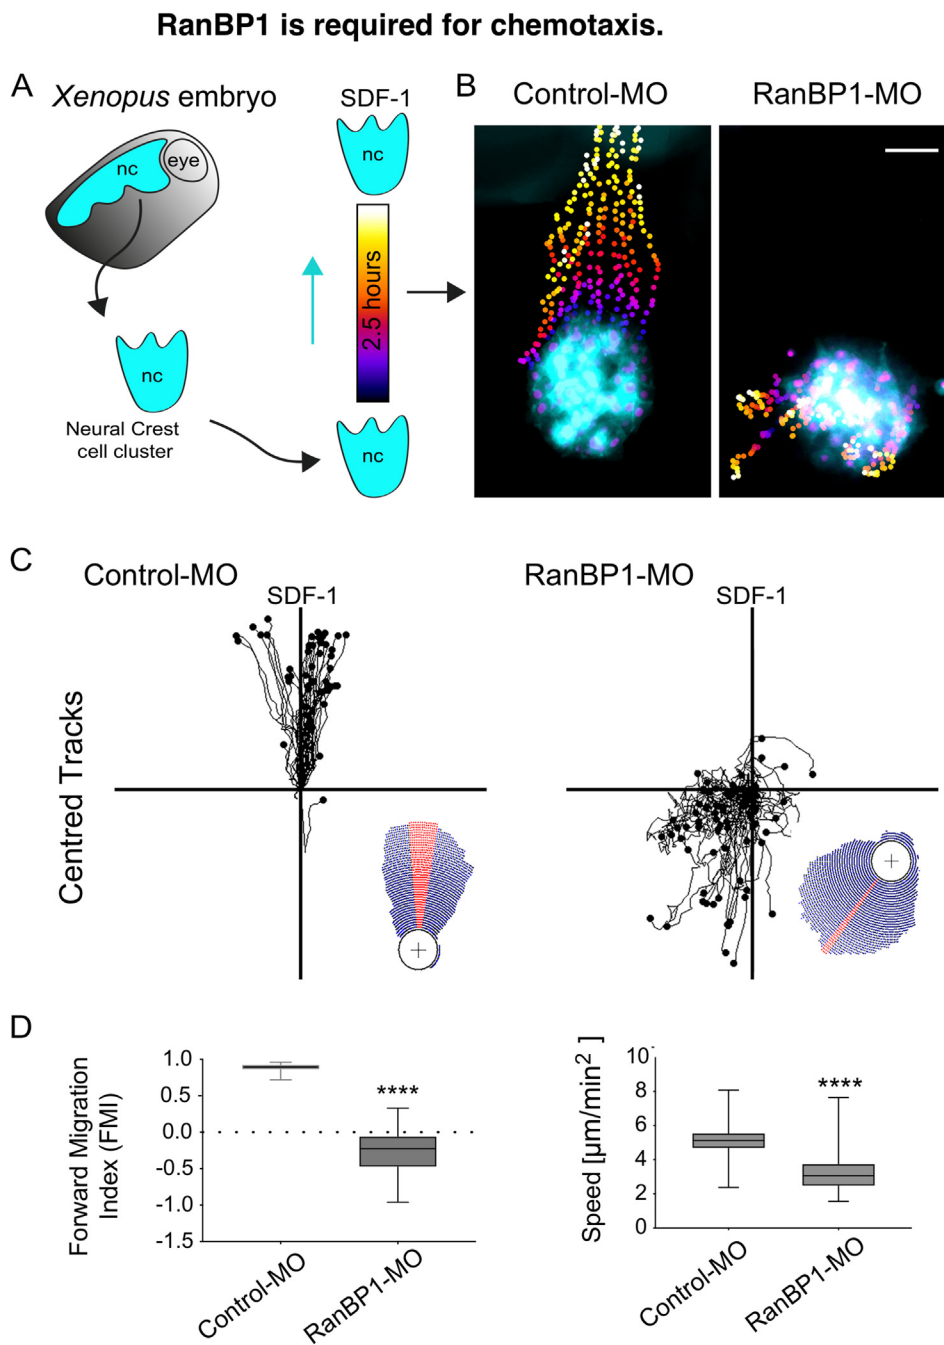 RanBP1 is required for chemotaxis.
A
Xenopus embryo
nc
eye
nc
Neural Crest
cell cluster
SDF-1
2.5 hours
nc
B
Control-MO
RanBP1-MO
C
Control-MO
SDF-1
RanBP1-MO
SDF-1
Centred Tracks
D
Forward Migration
Index (FMI)
1.0
0.5
0.0
-0.5
-1.0
-1.5
****
Control-MO
RanBP1-MO
Speed [µm/min² ]
10
8
6
4
2
0
****
Control-MO
RanBP1-MO